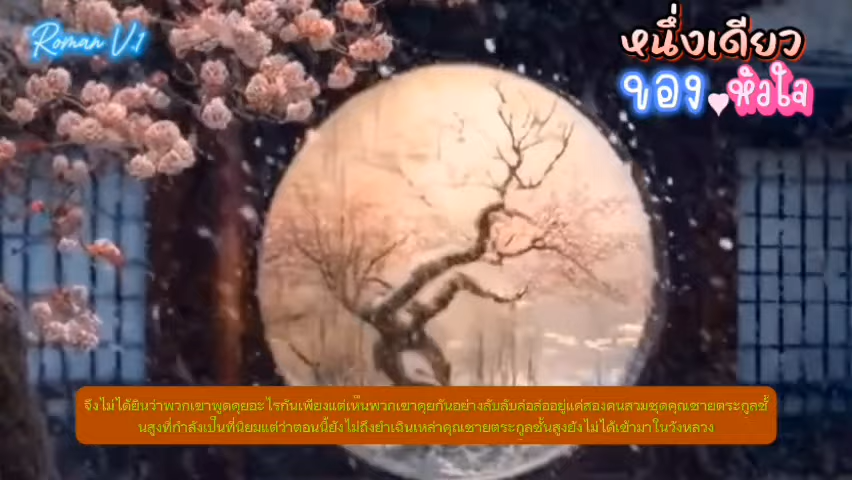 Roman V.1
หนึ่งเดียว
ของ หัวใจ
จึงไม่ได้ยินว่าพวกเขาพูดคุยอะไรกันเพียงแต่เห็นพวกเขาคุยกันอย่างลับลับล่อล่ออยู่แค่สองคนสวมชุดคุณชายตระกูลชั้
นสูงที่กำลังเป็นที่นิยมแต่ว่าตอนนี้ยังไม่ถึงยำเฉินเหล่าคุณชายตระกูลชั้นสูงยังไม่ได้เข้ามาในวังหลวง